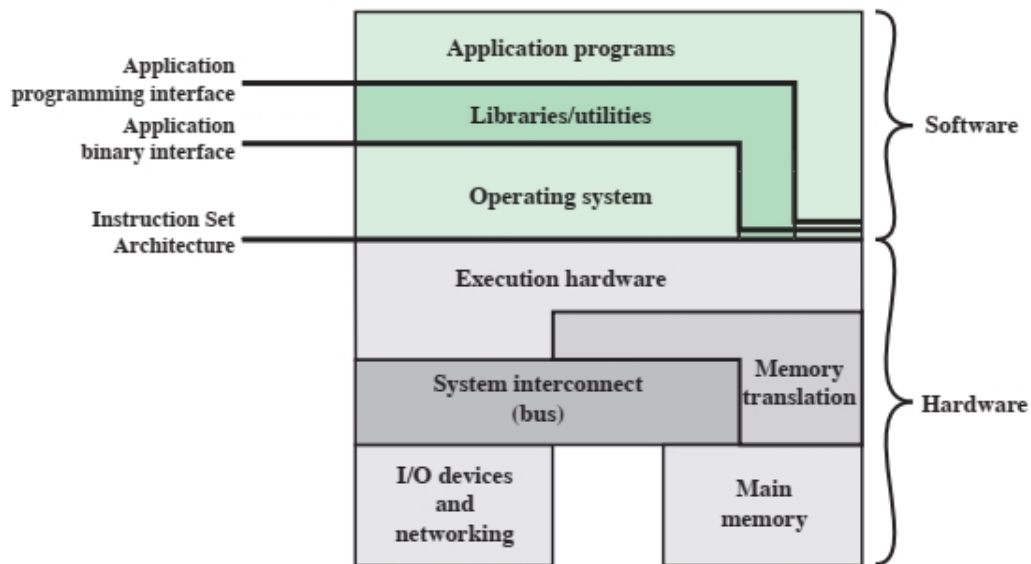 Application programs
Application
programming interface
Libraries/utilities
Application
binary interface
Software
Operating system
Instruction Set
Architecture
Execution hardware
Memory
translation
System interconnect
(bus)
Hardware
I/O devices
and
networking
Main
memory